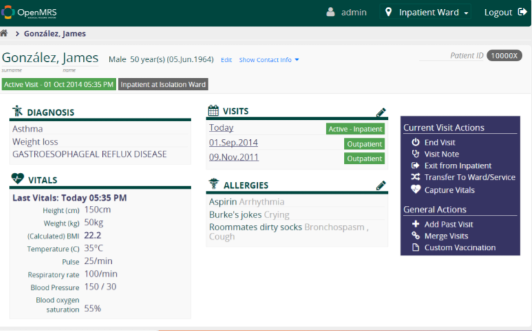 OpenMRS
admin Inpatient Ward Logout
González, James
González, James Male 50 year(s) (05.Jun.1964) Edit Show Contact Info Patient ID 10000X
surname name
Active Visit - 01 Oct 2014 05:35 PM Inpatient at Isolation Ward
DIAGNOSIS
Asthma
Weight loss
GASTROESOPHAGEAL REFLUX DISEASE
VITALS
Last Vitals: Today 05:35 PM
Height (cm) 150cm
Weight (kg) 50kg
(Calculated) BMI 22.2
Temperature (C) 35°C
Pulse 25/min
Respiratory rate 100/min
Blood Pressure 150 / 30
Blood oxygen
saturation 55%
VISITS
Today Active - Inpatient
01.Sep.2014 Outpatient
09.Nov.2011 Outpatient
ALLERGIES
Aspirin Arrhythmia
Burke's jokes Crying
Roommates dirty socks Bronchospasm ,
Cough
Current Visit Actions
End Visit
Visit Note
Exit from Inpatient
Transfer To Ward/Service
Capture Vitals
General Actions
Add Past Visit
Merge Visits
Custom Vaccination